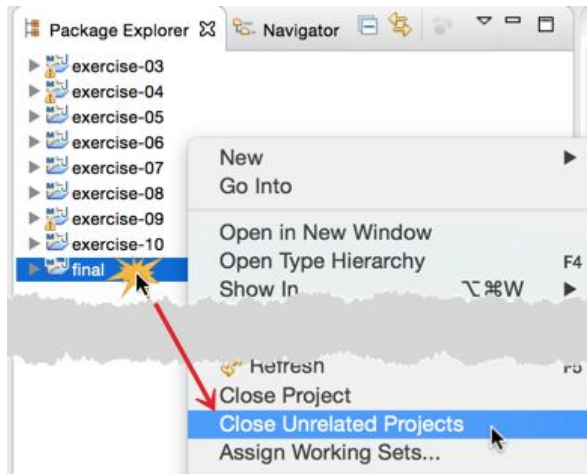 Package Explorer Navigator
exercise-03
exercise-04
exercise-05
exercise-06
exercise-07
exercise-08
exercise-09
exercise-10
final
New
Go Into
Open in New Window
Open Type Hierarchy F4
Show In ⌥⌘W
Refresh F5
Close Project
Close Unrelated Projects
Assign Working Sets...